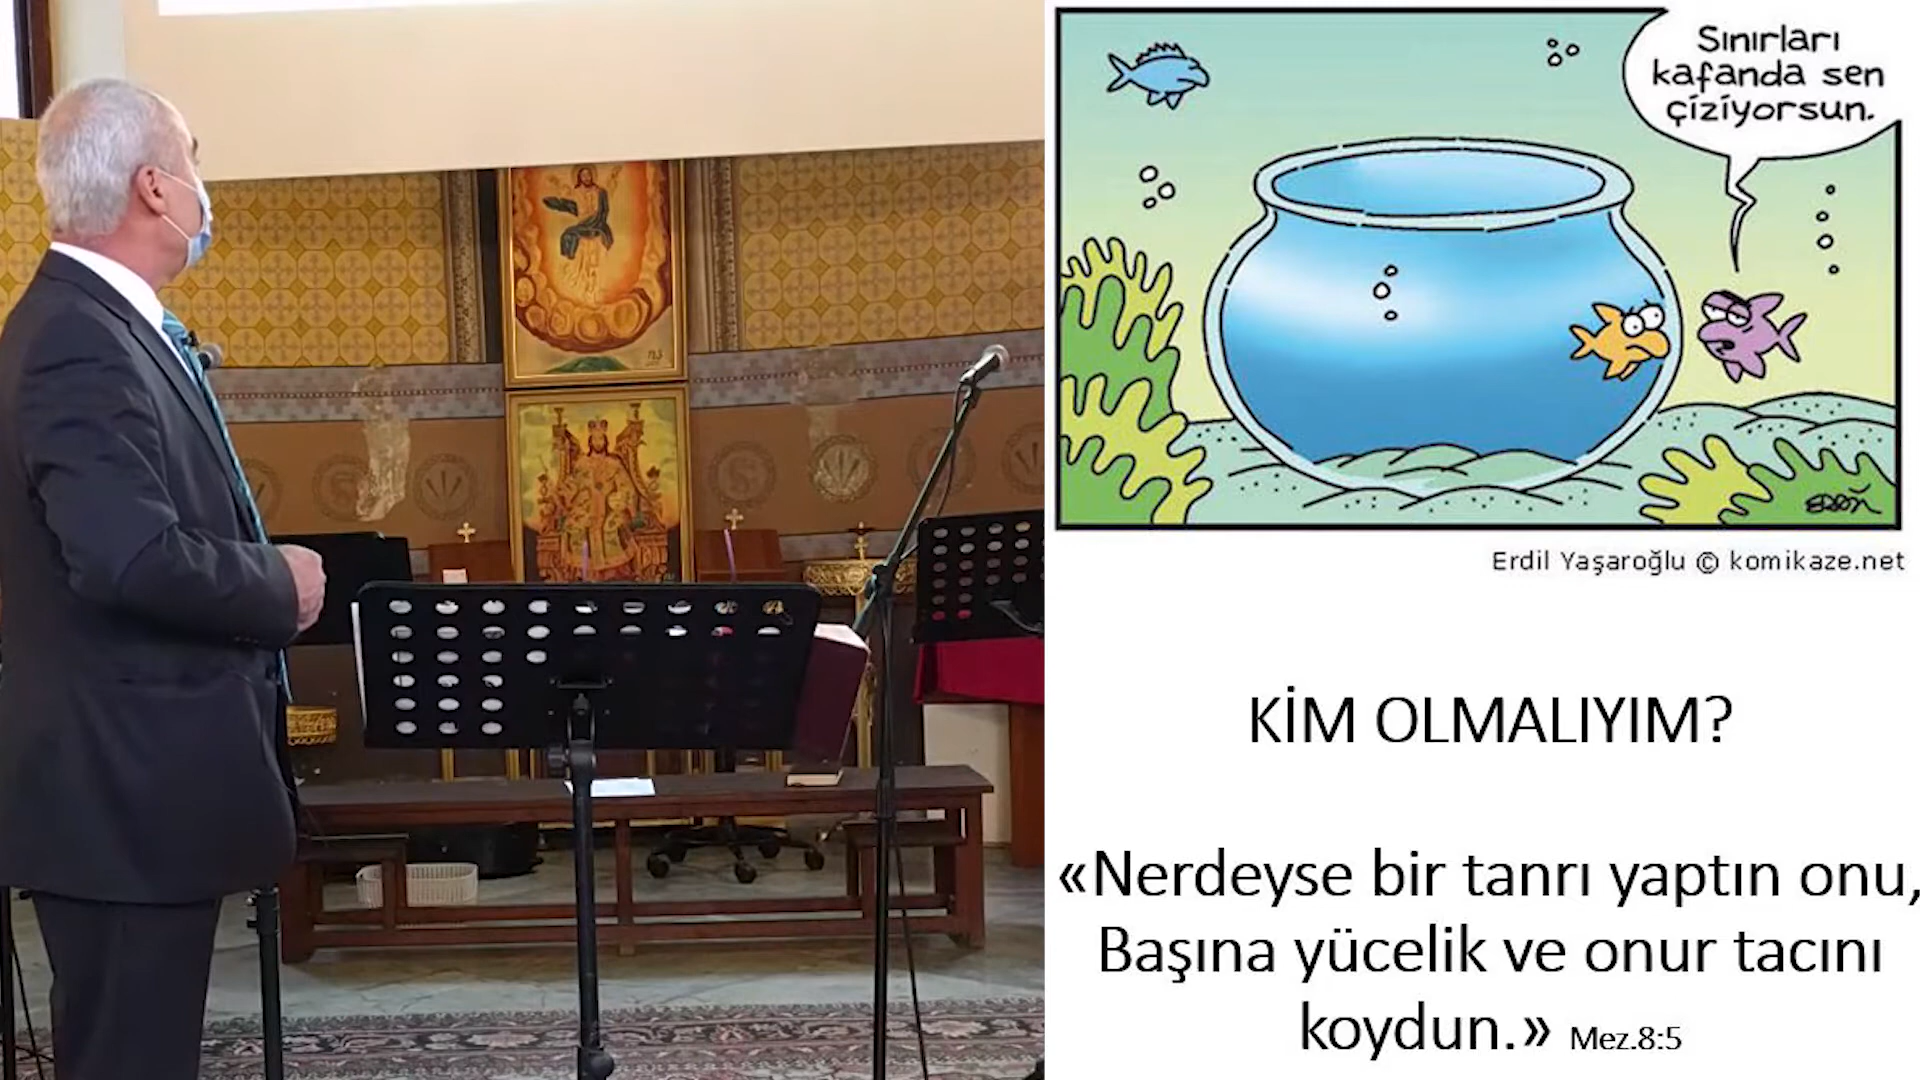 Sınırları
kafanda sen
çiziyorsun.
Erdil Yaşaroğlu © komikaze.net
KİM OLMALIYIM?
«Nerdeyse bir tanrı yaptın onu,
Başına yücelik ve onur tacını
koydun.» Mez.8:5